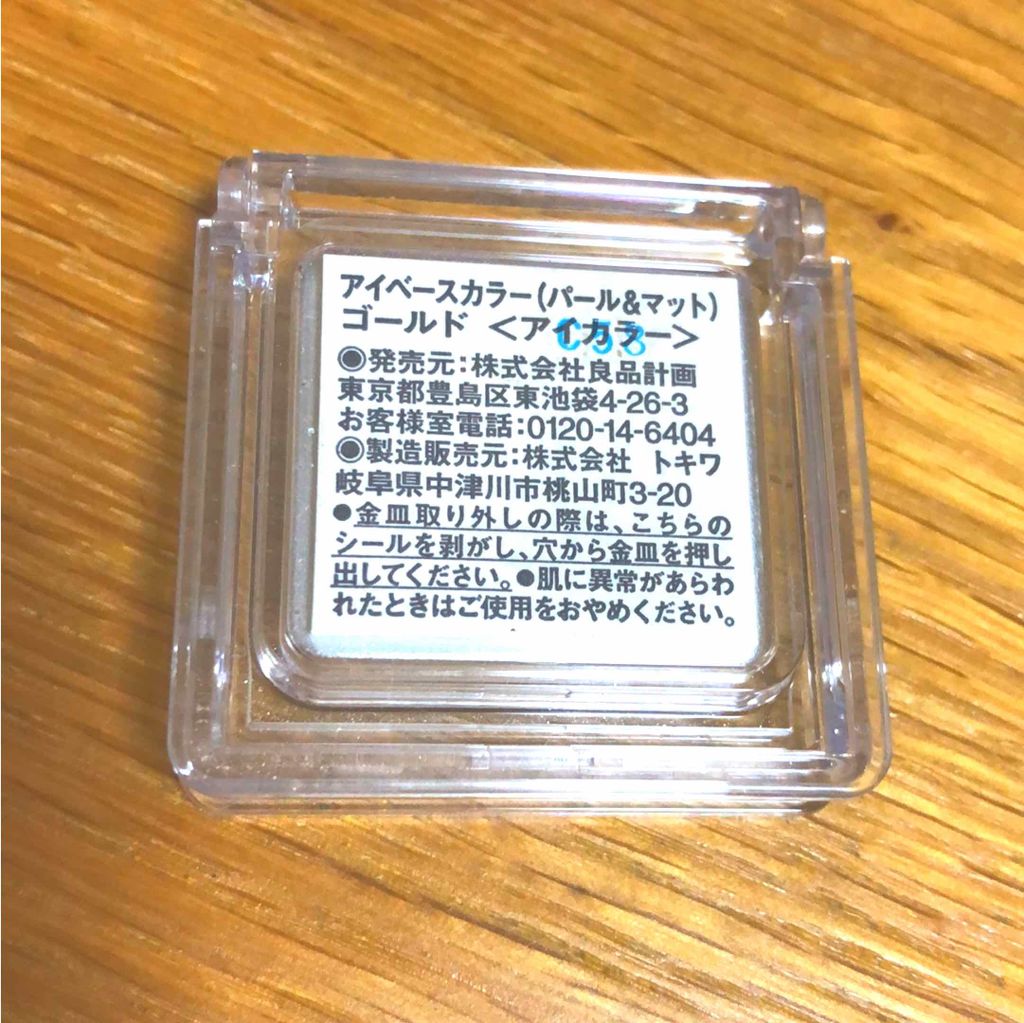 アイベースカラー(パール&マット)
ゴールド <アイカラー>
C53
◉発売元:株式会社良品計画
東京都豊島区東池袋4-26-3
お客様室電話:0120-14-6404
◉製造販売元:株式会社 トキワ
岐阜県中津川市桃山町3-20
●金皿取り外しの際は、こちらの
シールを剥がし、穴から金皿を押し
出してください。●肌に異常があらわ
れたときはご使用をおやめください。